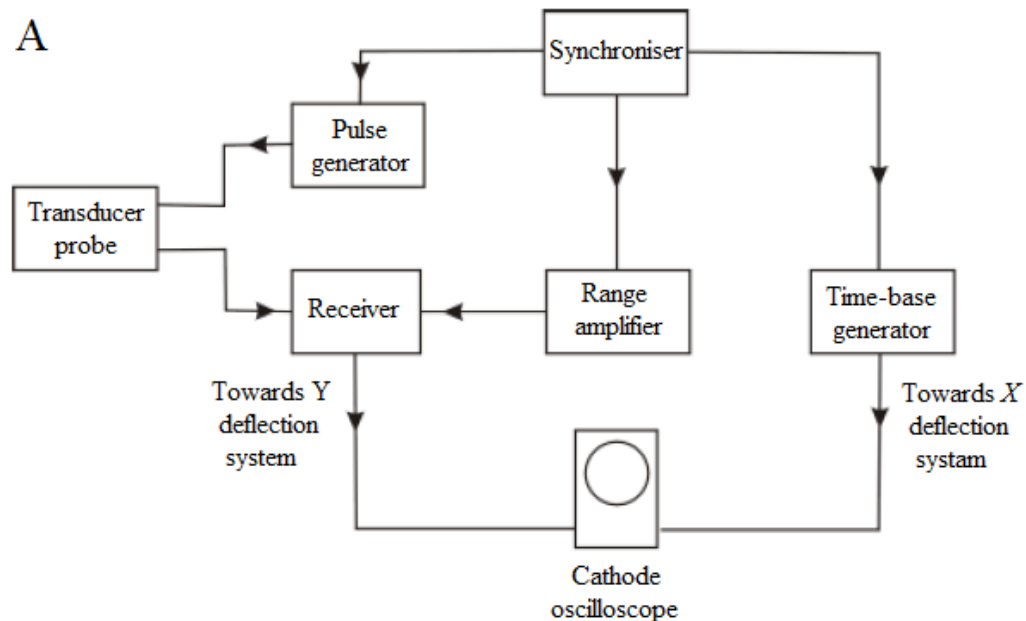 A
Synchroniser
Pulse
generator
Transducer
probe
Receiver
Range
amplifier
Time-base
generator
Towards Y
deflection
system
Towards X
deflection
systam
Cathode
oscilloscope